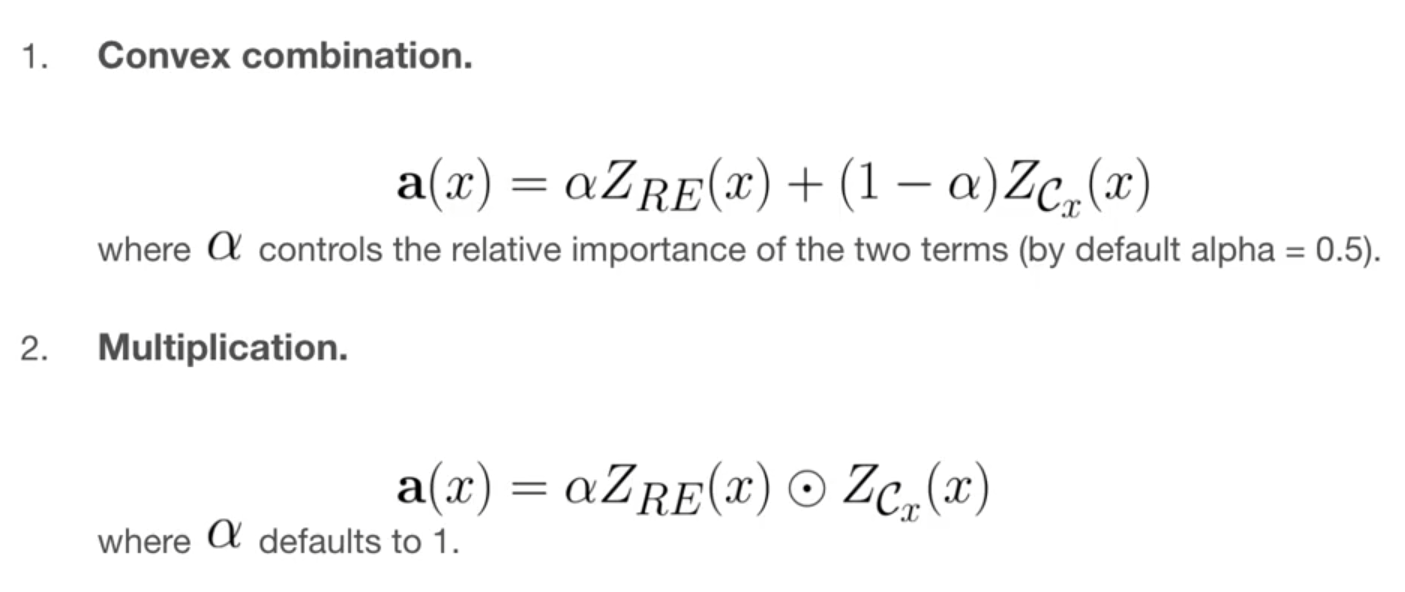 1. Convex combination.
𝐚(x) = αZ_{RE}(x) + (1 − α)Z_{𝒞_x}(x)
where α controls the relative importance of the two terms (by default alpha = 0.5).
2. Multiplication.
𝐚(x) = αZ_{RE}(x) ⊙ Z_{𝒞_x}(x)
where α defaults to 1.